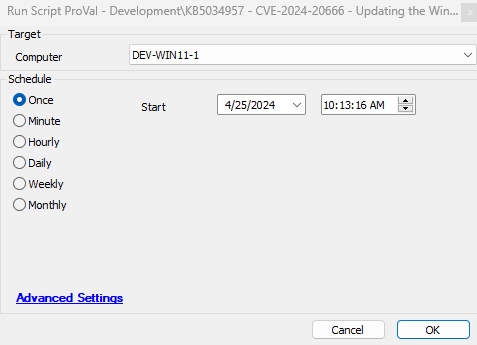 Run Script ProVal - Development\KB5034957 - CVE-2024-20666 - Updating the Win...
Target
Computer DEV-WIN11-1
Schedule
Once Start 4/25/2024 10:13:16 AM
Minute
Hourly
Daily
Weekly
Monthly
Advanced Settings
Cancel OK